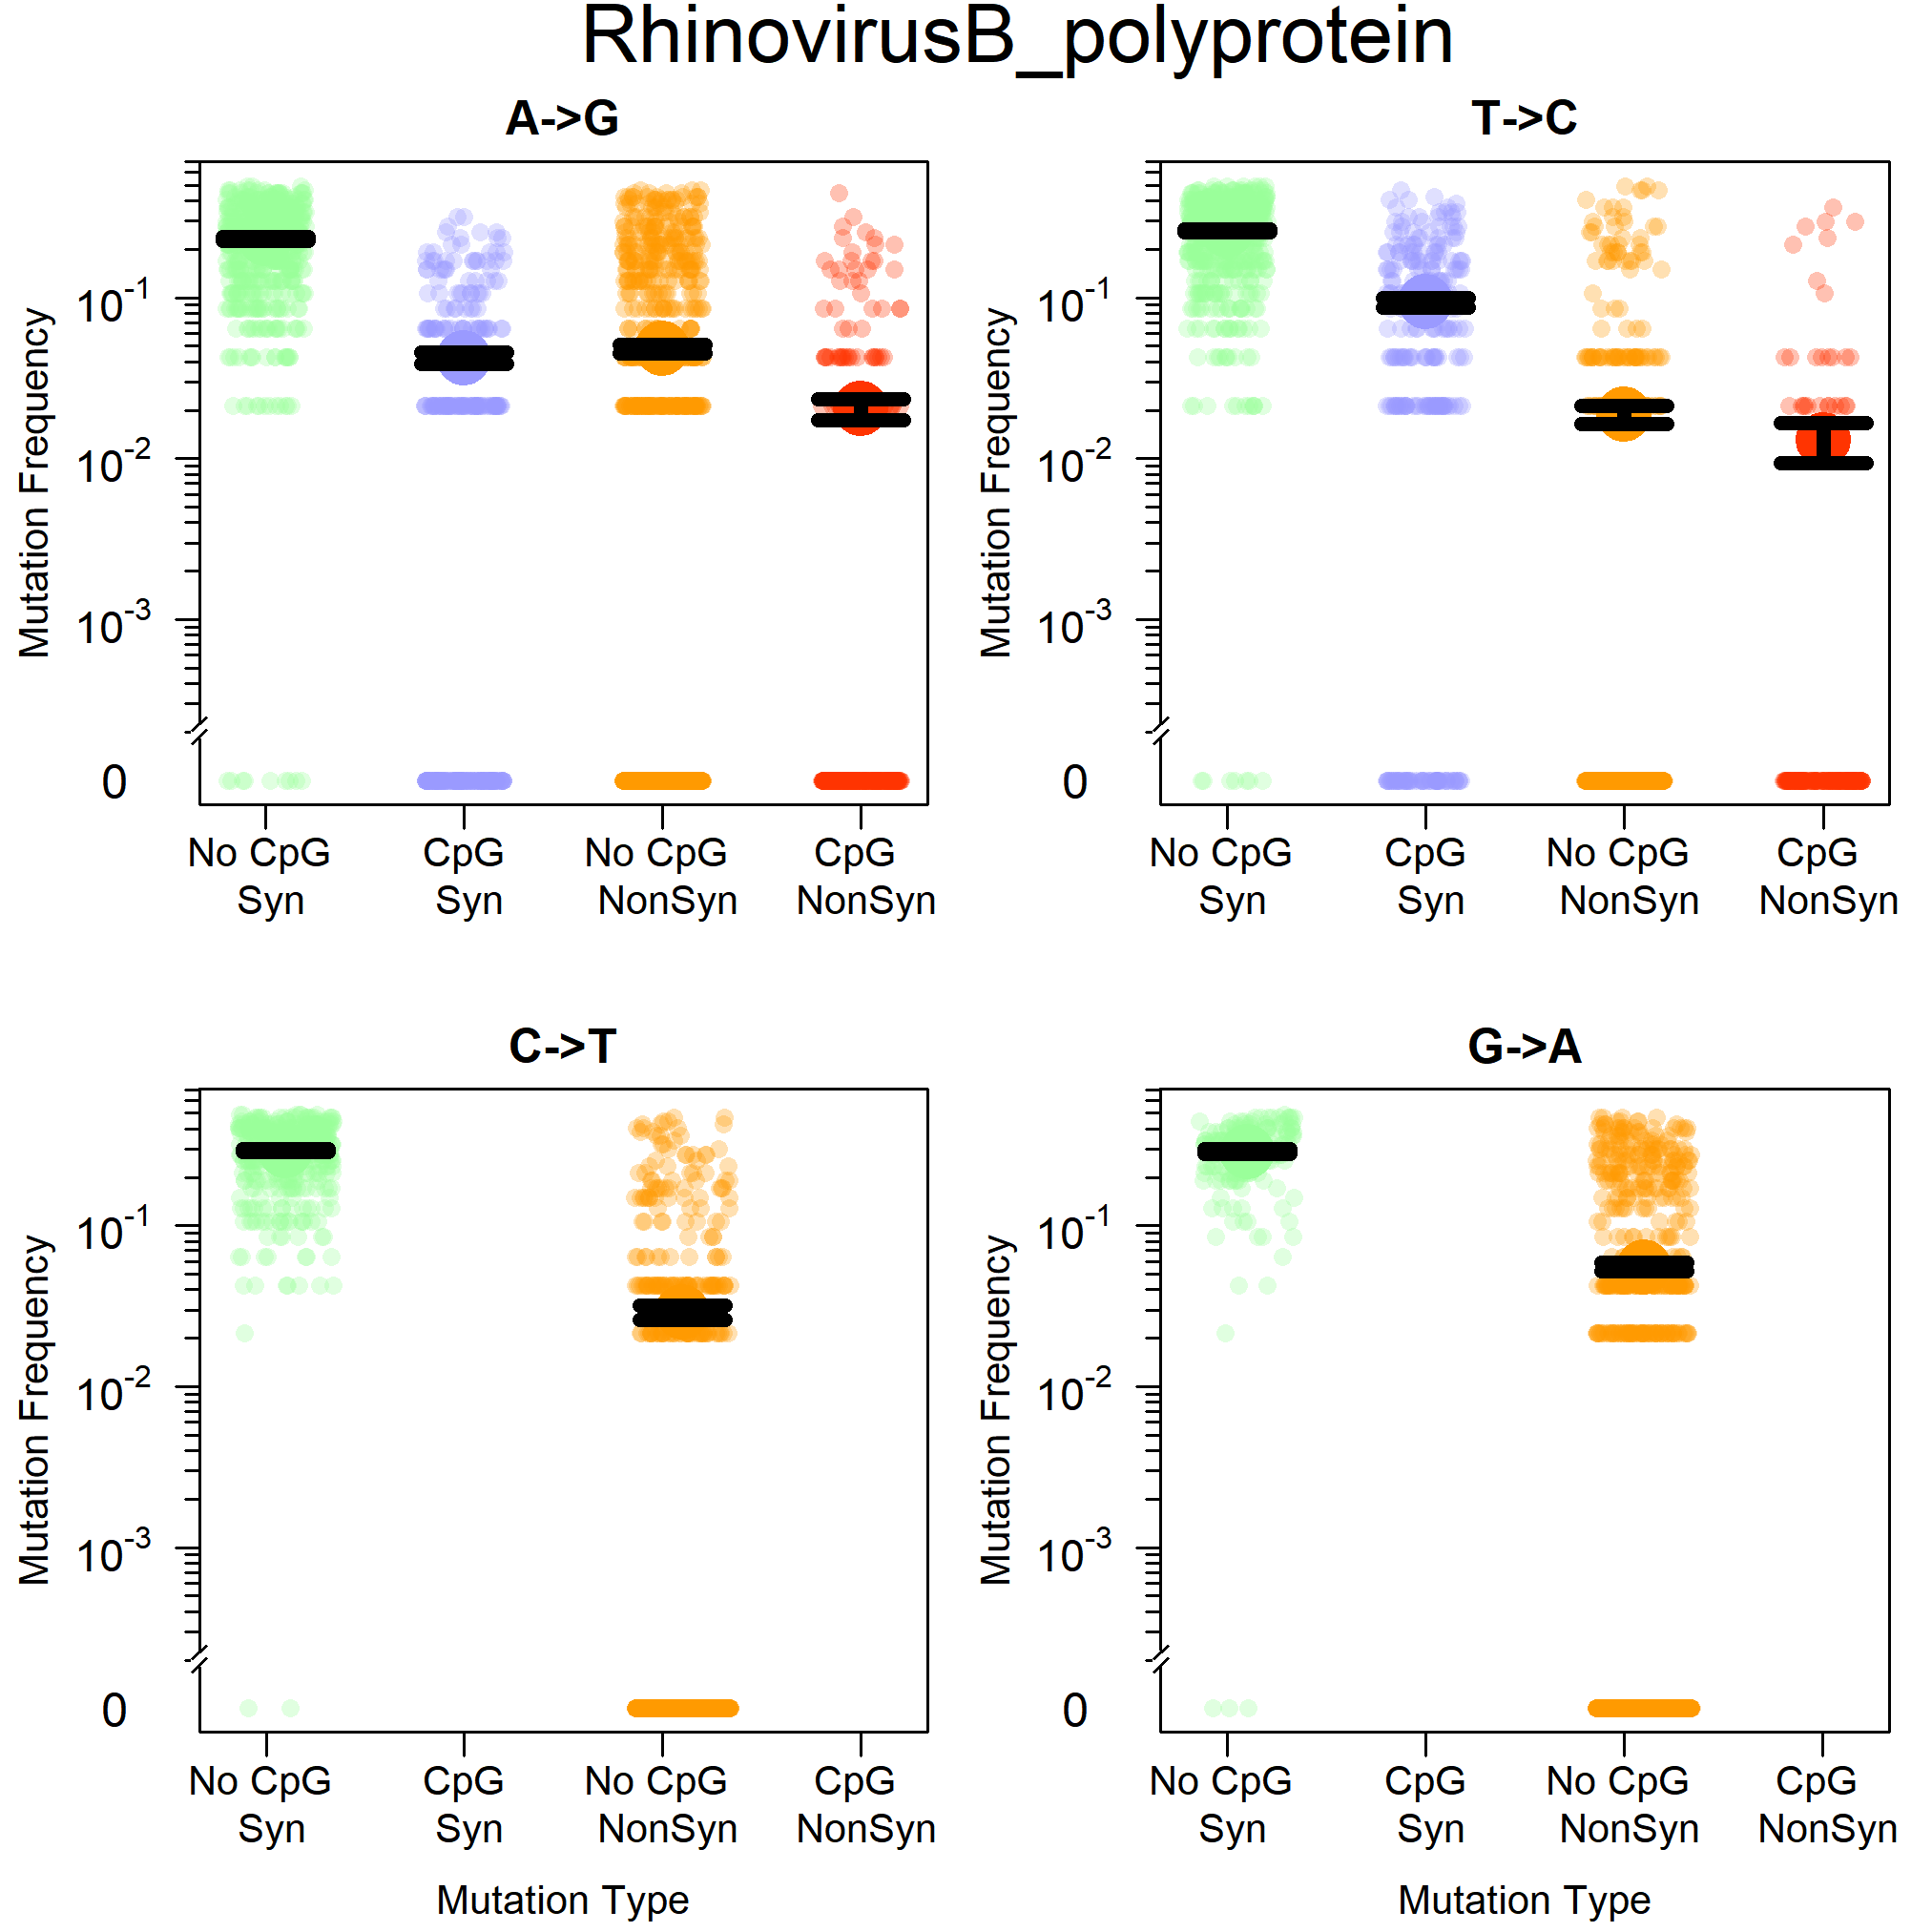 RhinovirusB_polyprotein
A->G
Mutation Frequency
10-1
10-2
10-3
0
No CpG Syn
CpG Syn
No CpG NonSyn
CpG NonSyn
T->C
Mutation Frequency
10-1
10-2
10-3
0
No CpG Syn
CpG Syn
No CpG NonSyn
CpG NonSyn
C->T
Mutation Frequency
10-1
10-2
10-3
0
No CpG Syn
CpG Syn
No CpG NonSyn
CpG NonSyn
Mutation Type
G->A
Mutation Frequency
10-1
10-2
10-3
0
No CpG Syn
CpG Syn
No CpG NonSyn
CpG NonSyn
Mutation Type